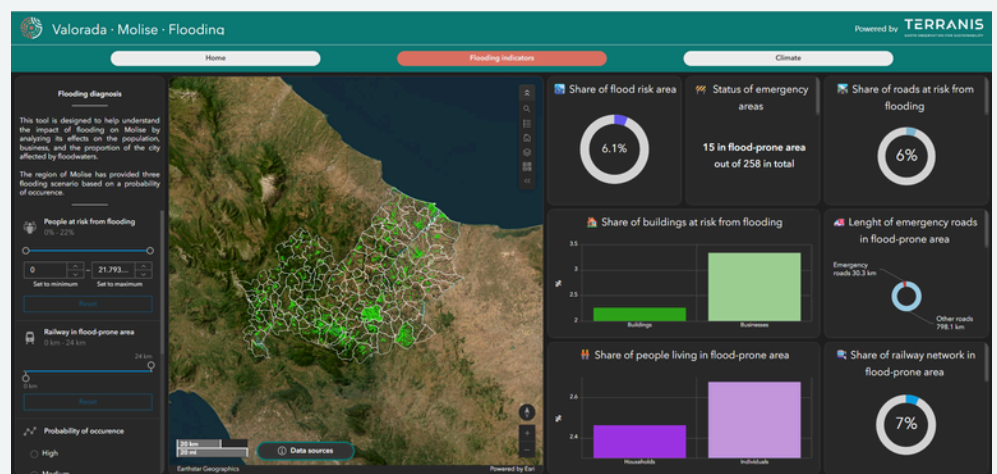 Valorada · Molise · Flooding
Powered by TERRANIS
EARTH OBSERVATION FOR SUSTAINABILITY
Home
Flooding indicators
Climate
Flooding diagnosis
This tool is designed to help understand
the impact of flooding on Molise by
analyzing its effects on the population,
business, and the proportion of the city
affected by floodwaters.
The region of Molise has provided three
flooding scenario based on a probability
of occurence.
People at risk from flooding
0% - 22%
0
–
21.793...
Set to minimum
Set to maximum
Reset
Railway in flood-prone area
0 km - 24 km
24 km
0 km
Reset
Probability of occurence
High
Medium
20 km
20 mi
Data sources
Earthstar Geographics
Powered by Esri
Share of flood risk area
6.1%
Status of emergency
areas
15 in flood-prone area
out of 258 in total
Share of roads at risk from
flooding
6%
Share of buildings at risk from flooding
3.5
3
2.5
2
%
Buildings
Businesses
Lenght of emergency roads
in flood-prone area
Emergency
roads 30.3 km
Other roads
798.1 km
Share of people living in flood-prone area
2.6
2.4
%
Households
Individuals
Share of railway network in
flood-prone area
7%